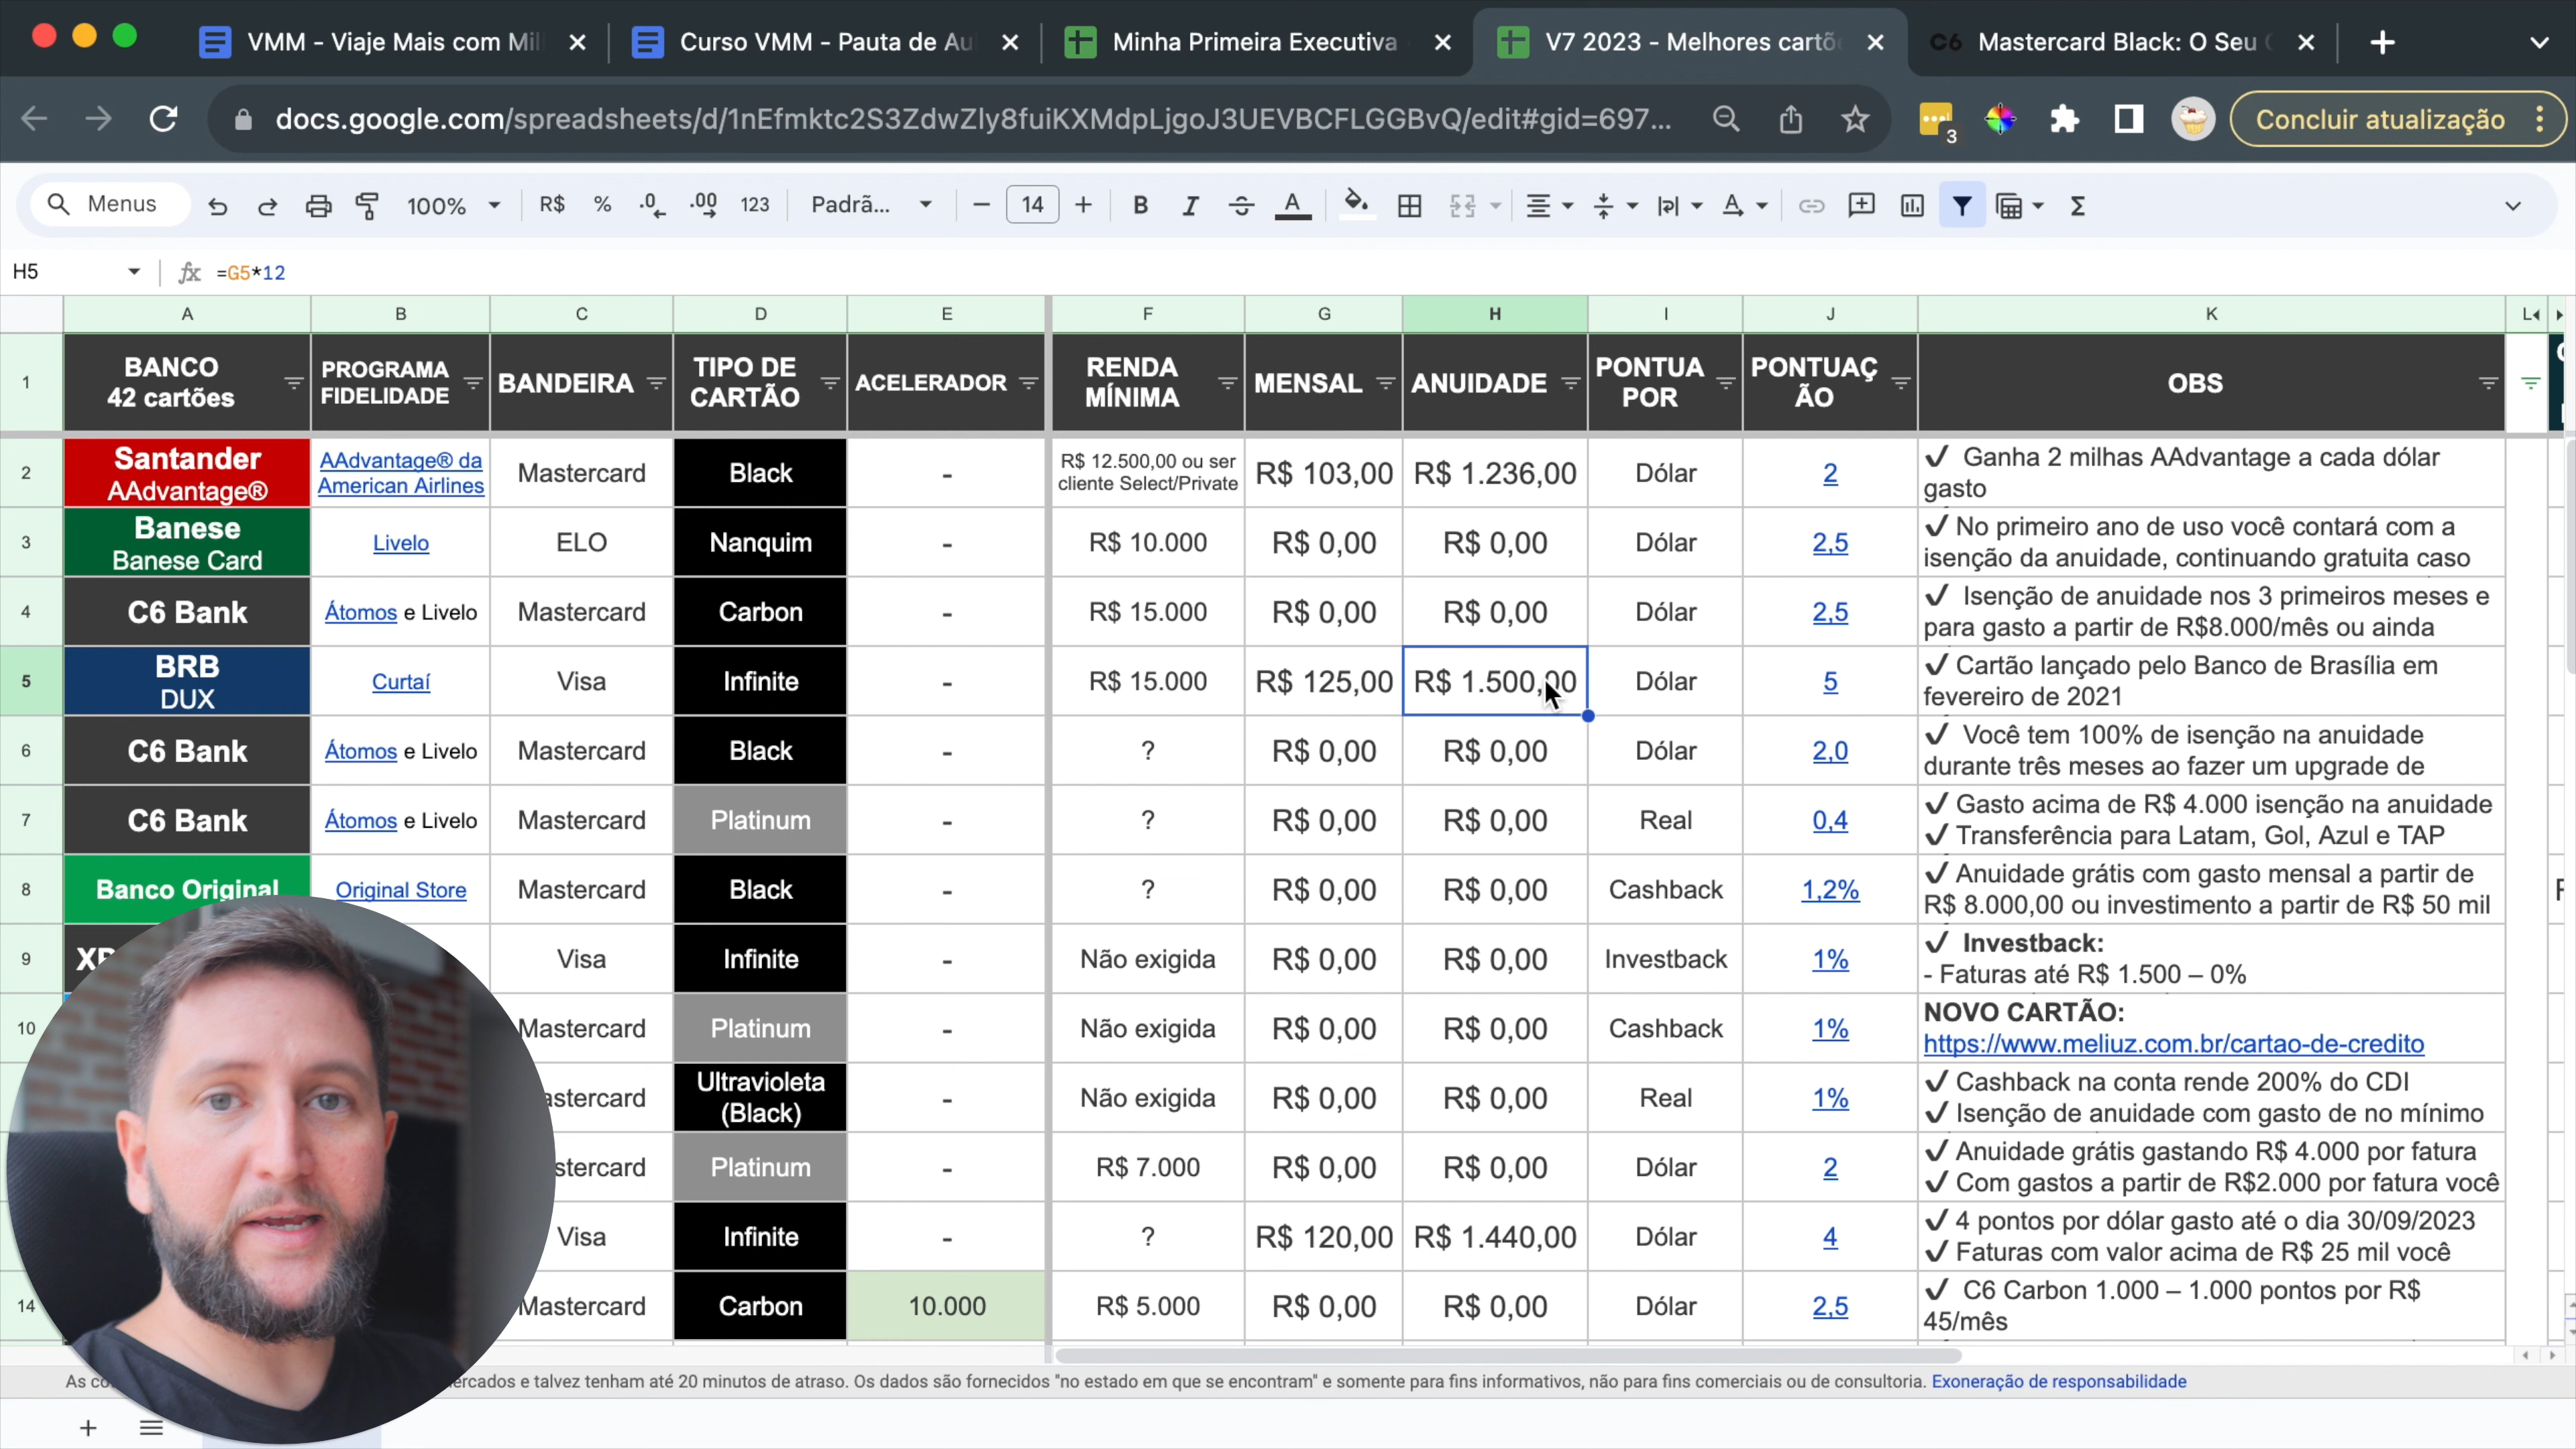 VMM - Viaje Mais com Mil
Curso VMM - Pauta de Au
Minha Primeira Executiva
V7 2023 - Melhores cartõe
C6 Mastercard Black: O Seu
docs.google.com/spreadsheets/d/1nEfmktc2S3ZdwZly8fuiKXMdpLjgoJ3UEVBCFLGGBvQ/edit#gid=697...
3
Concluir atualização
Menus
100%
R$ % .0 .00 123
Padrã...
14
B I A A
H5
fx =G5*12
A B C D E F G H I J K L
1
BANCO
42 cartões
PROGRAMA
FIDELIDADE
BANDEIRA
TIPO DE
CARTÃO
ACELERADOR
RENDA
MÍNIMA
MENSAL
ANUIDADE
PONTUA
POR
PONTUAÇ
ÃO
OBS
2
Santander
AAdvantage®
AAdvantage® da
American Airlines
Mastercard
Black
-
R$ 12.500,00 ou ser
cliente Select/Private
R$ 103,00
R$ 1.236,00
Dólar
2
✔ Ganha 2 milhas AAdvantage a cada dólar
gasto
3
Banese
Banese Card
Livelo
ELO
Nanquim
-
R$ 10.000
R$ 0,00
R$ 0,00
Dólar
2,5
✔ No primeiro ano de uso você contará com a
isenção da anuidade, continuando gratuita caso
4
C6 Bank
Átomos e Livelo
Mastercard
Carbon
-
R$ 15.000
R$ 0,00
R$ 0,00
Dólar
2,5
✔ Isenção de anuidade nos 3 primeiros meses e
para gasto a partir de R$8.000/mês ou ainda
5
BRB
DUX
Curtaí
Visa
Infinite
-
R$ 15.000
R$ 125,00
R$ 1.500,00
Dólar
5
✔ Cartão lançado pelo Banco de Brasília em
fevereiro de 2021
6
C6 Bank
Átomos e Livelo
Mastercard
Black
-
?
R$ 0,00
R$ 0,00
Dólar
2,0
✔ Você tem 100% de isenção na anuidade
durante três meses ao fazer um upgrade de
7
C6 Bank
Átomos e Livelo
Mastercard
Platinum
-
?
R$ 0,00
R$ 0,00
Real
0,4
✔ Gasto acima de R$ 4.000 isenção na anuidade
✔ Transferência para Latam, Gol, Azul e TAP
8
Banco Original
Original Store
Mastercard
Black
-
?
R$ 0,00
R$ 0,00
Cashback
1,2%
✔ Anuidade grátis com gasto mensal a partir de
R$ 8.000,00 ou investimento a partir de R$ 50 mil
9
Visa
Infinite
-
Não exigida
R$ 0,00
R$ 0,00
Investback
1%
✔ Investback:
- Faturas até R$ 1.500 – 0%
10
Mastercard
Platinum
-
Não exigida
R$ 0,00
R$ 0,00
Cashback
1%
NOVO CARTÃO:
https://www.meliuz.com.br/cartao-de-credito
astercard
Ultravioleta
(Black)
-
Não exigida
R$ 0,00
R$ 0,00
Real
1%
✔ Cashback na conta rende 200% do CDI
✔ Isenção de anuidade com gasto de no mínimo
stercard
Platinum
-
R$ 7.000
R$ 0,00
R$ 0,00
Dólar
2
✔ Anuidade grátis gastando R$ 4.000 por fatura
✔ Com gastos a partir de R$2.000 por fatura você
Visa
Infinite
-
?
R$ 120,00
R$ 1.440,00
Dólar
4
✔ 4 pontos por dólar gasto até o dia 30/09/2023
✔ Faturas com valor acima de R$ 25 mil você
14
Mastercard
Carbon
10.000
R$ 5.000
R$ 0,00
R$ 0,00
Dólar
2,5
✔ C6 Carbon 1.000 – 1.000 pontos por R$
45/mês
As co
ercados e talvez tenham até 20 minutos de atraso. Os dados são fornecidos "no estado em que se encontram" e somente para fins informativos, não para fins comerciais ou de consultoria. Exoneração de responsabilidade